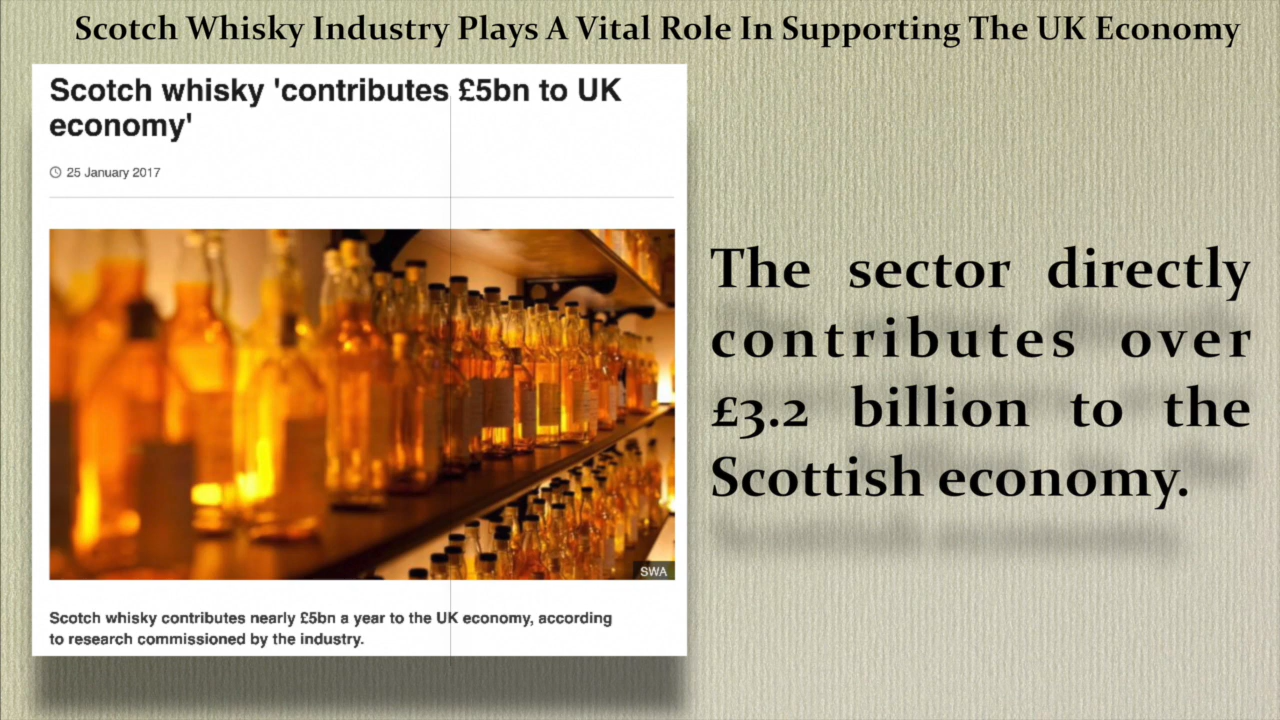 Scotch Whisky Industry Plays A Vital Role In Supporting The UK Economy
Scotch whisky 'contributes £5bn to UK
economy'
25 January 2017
SWA
Scotch whisky contributes nearly £5bn a year to the UK economy, according
to research commissioned by the industry.
The sector directly
contributes over
£3.2 billion to the
Scottish economy.